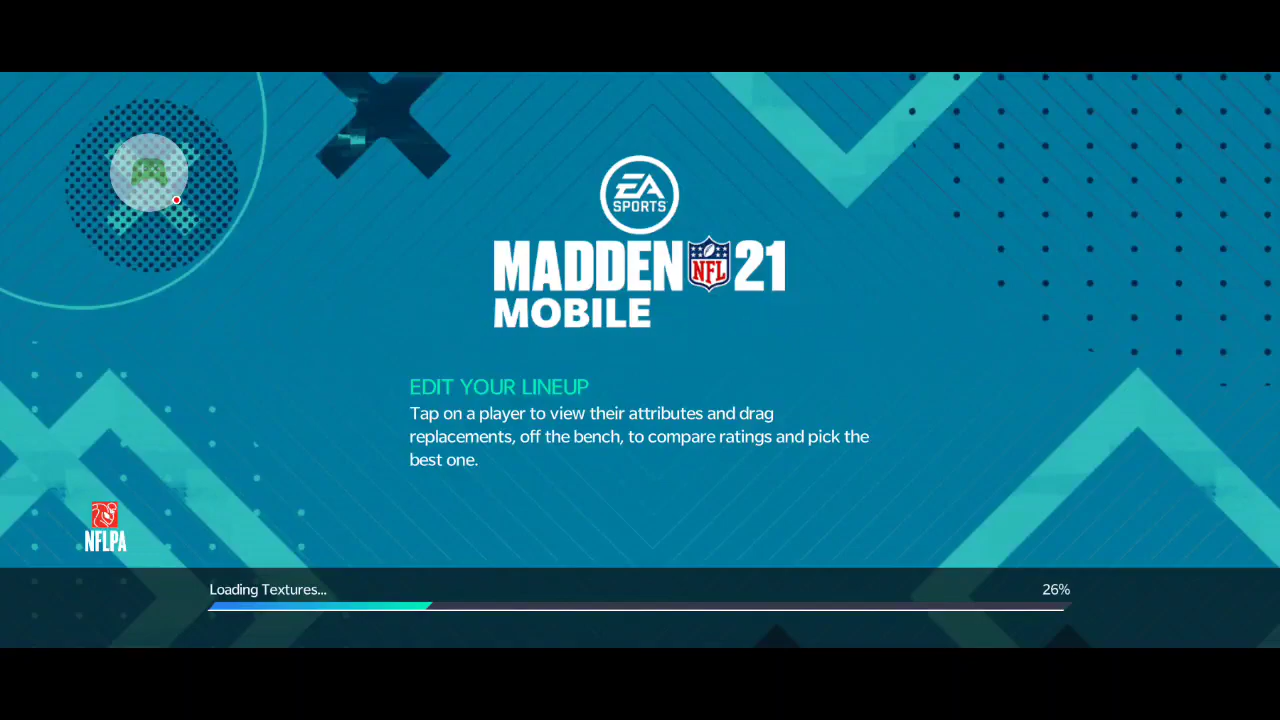 EA
SPORTS
MADDEN NFL 21
MOBILE
EDIT YOUR LINEUP
Tap on a player to view their attributes and drag
replacements, off the bench, to compare ratings and pick the
best one.
NFLPA
Loading Textures... 26%